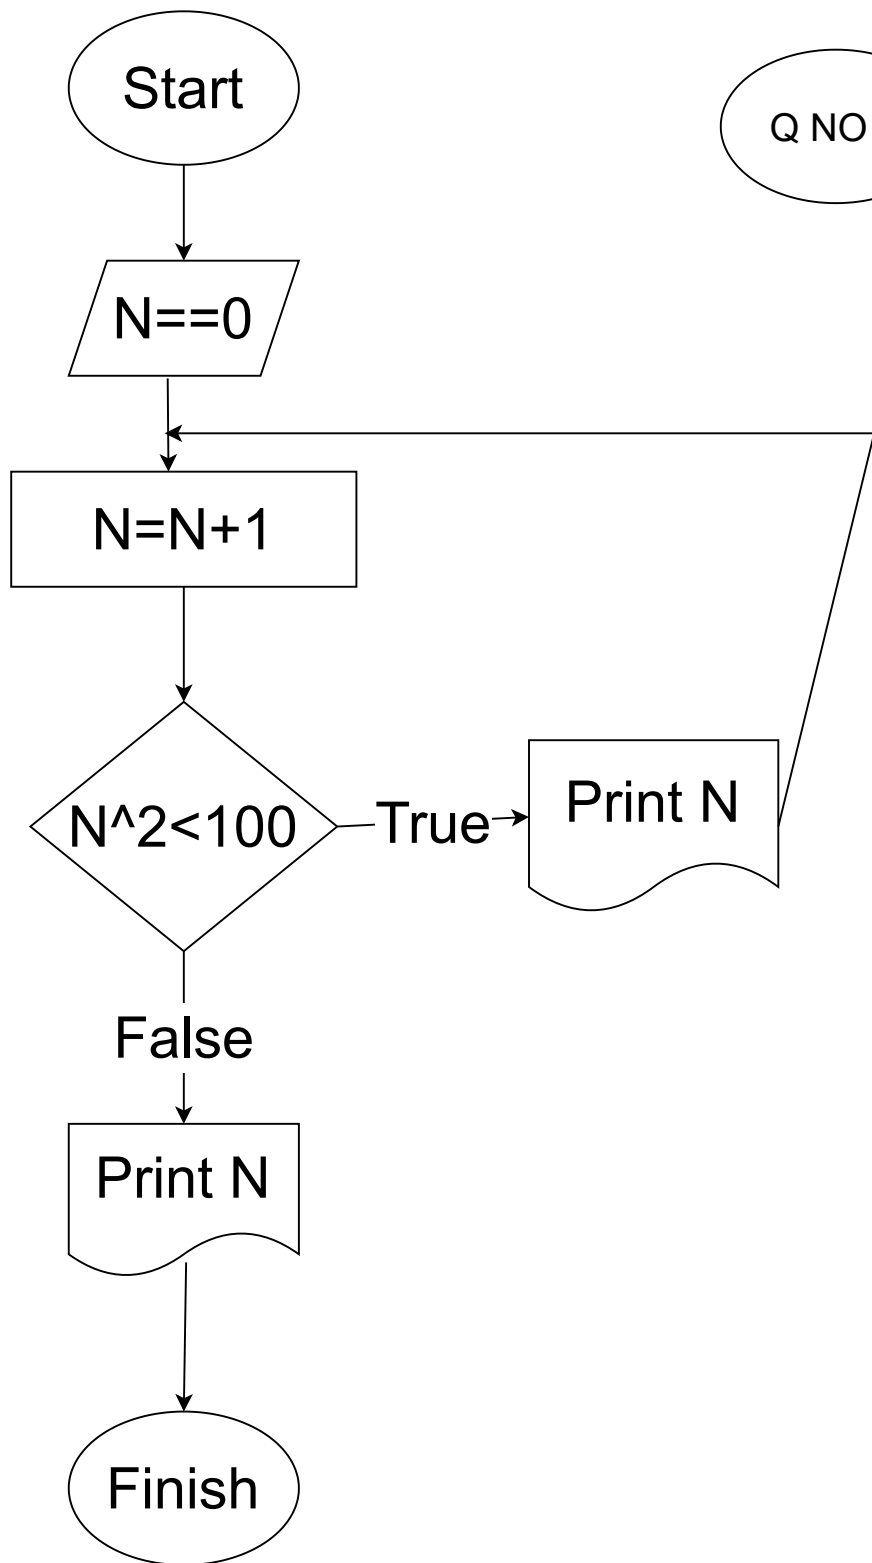 Start
Q NO
N==0
N=N+1
N^2<100
True
Print N
False
Print N
Finish